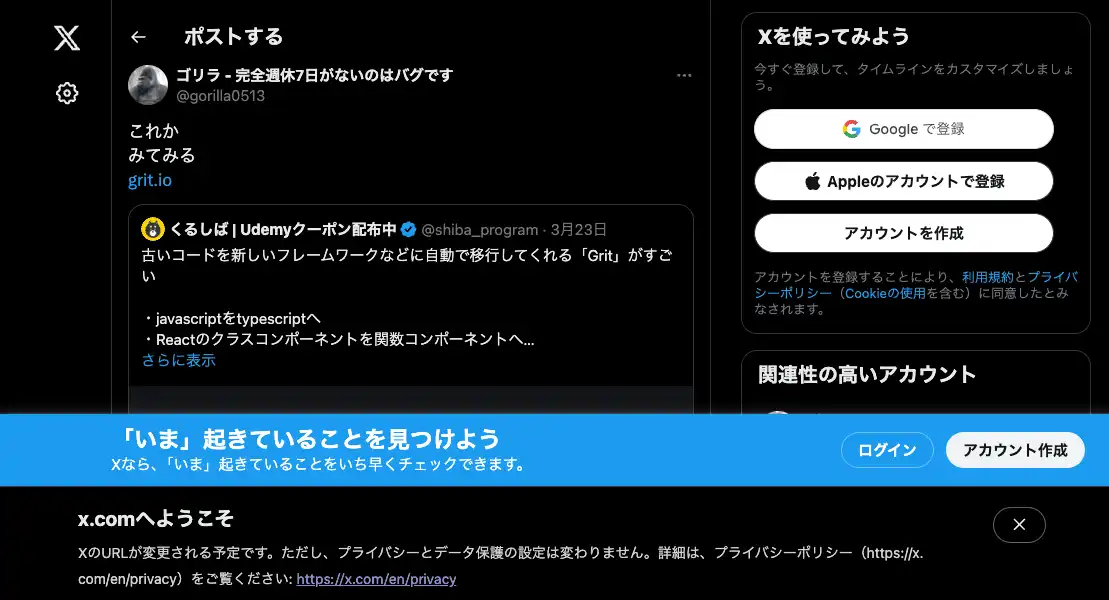 ポストする
ゴリラ - 完全週休7日がないのはバグです
@gorilla0513
これか
みてみる
grit.io
くるしば | Udemyクーポン配布中 @shiba_program · 3月23日
古いコードを新しいフレームワークなどに自動で移行してくれる「Grit」がすご
い
・javascriptをtypescriptへ
・Reactのクラスコンポーネントを関数コンポーネントへ...
さらに表示
Xを使ってみよう
今すぐ登録して、タイムラインをカスタマイズしましょ
う。
Google で登録
Appleのアカウントで登録
アカウントを作成
アカウントを登録することにより、利用規約とプライバ
シーポリシー（Cookieの使用を含む）に同意したとみ
なされます。
関連性の高いアカウント
「いま」起きていることを見つけよう
Xなら、「いま」起きていることをいち早くチェックできます。
ログイン
アカウント作成
x.comへようこそ
XのURLが変更される予定です。ただし、プライバシーとデータ保護の設定は変わりません。詳細は、プライバシーポリシー（https://x.
com/en/privacy）をご覧ください: https://x.com/en/privacy